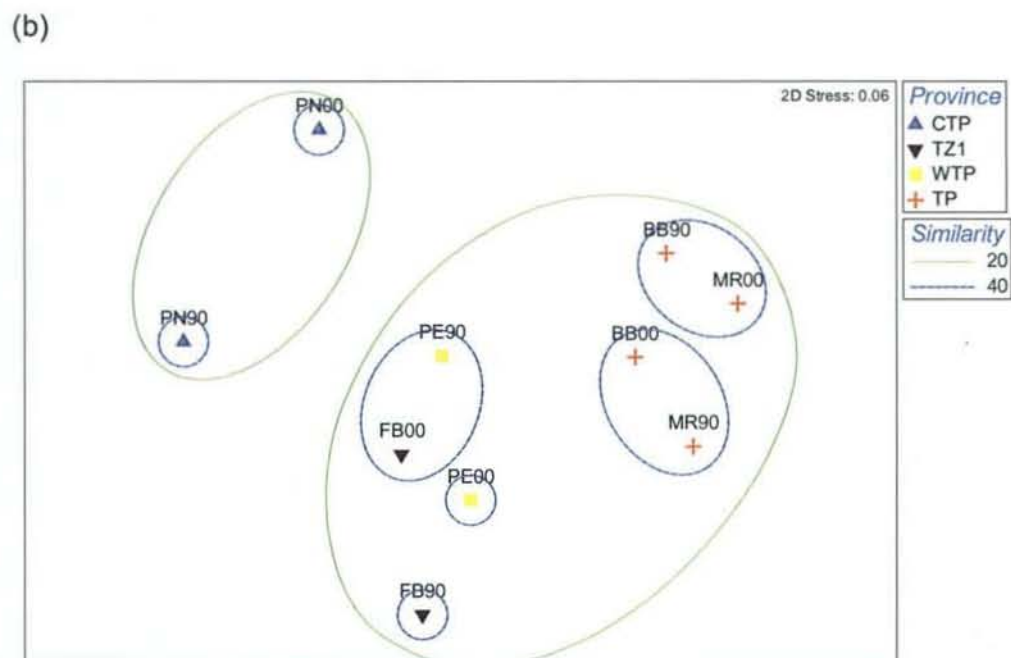 (b)
2D Stress: 0.06
PN00
PN90
BB90
MR00
PE90
BB00
FB00
MR90
PE00
FB90
Province
CTP
TZ1
WTP
TP
Similarity
20
40